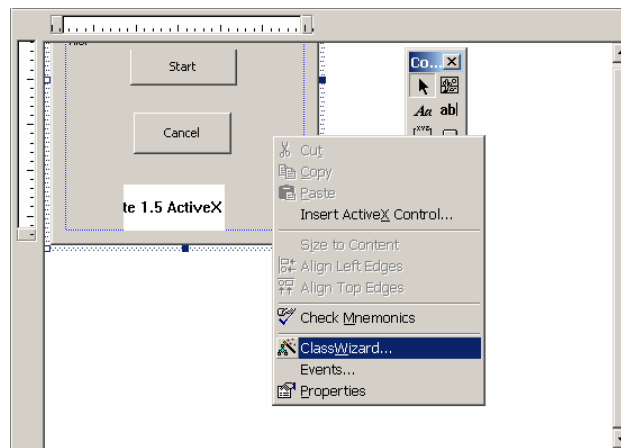 Start
Co...
Aa ab|
Cancel
XYZ
Cut
Copy
Paste
te 1.5 ActiveX
Insert ActiveX Control...
Size to Content
Align Left Edges
Align Top Edges
Check Mnemonics
ClassWizard...
Events...
Properties